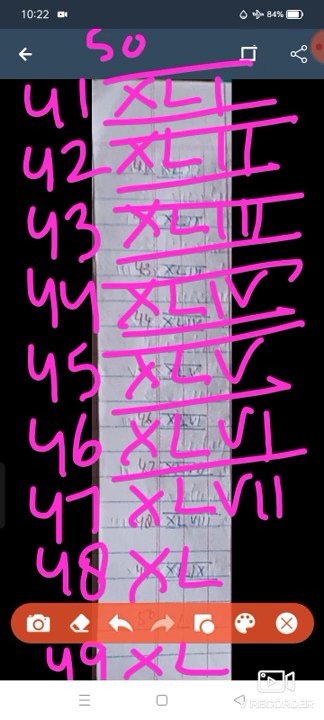 10:22
84%
50
41 XLI
42 XLII
43 XLIII
44 XLIV
45 XLV
46 XLVI
47 XLVII
48 XL
49 XL
RECORDER